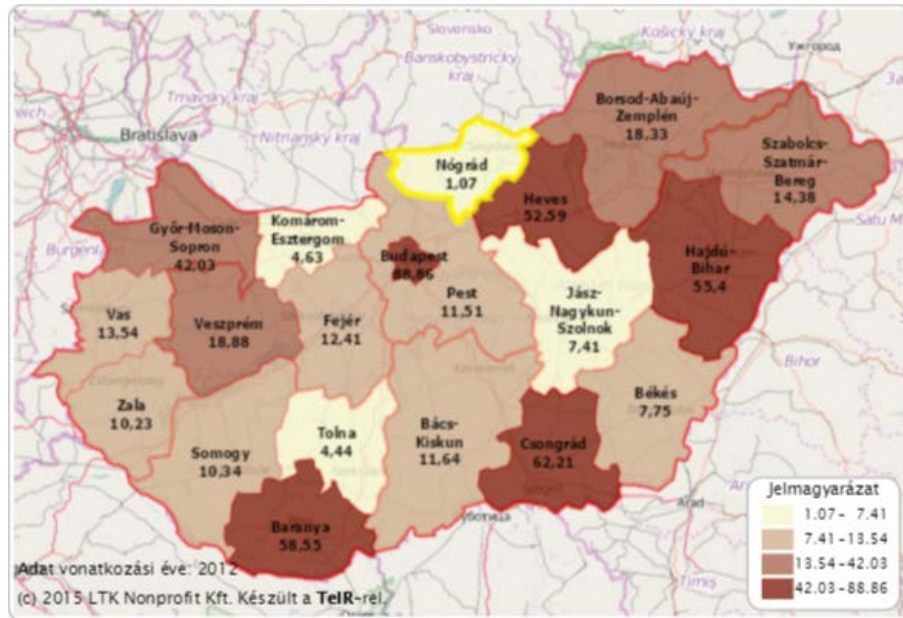 Slovensko
Košický kraj
Ужгород
Banskobystrický
kraj
Trnavský kraj
Nitriansky kraj
Bratislava
Borsod-Abaúj-
Zemplén
18,33
Szabolcs-
Szatmár-
Bereg
14,38
Nógrád
1,07
Heves
52,59
Satu M
Győr-Moson-
Sopron
42,03
Komárom-
Esztergom
4,63
Budapest
88,86
Hajdú-
Bihar
55,4
Burgenland
Pest
11,51
Jász-
Nagykun-
Szolnok
7,41
Vas
13,54
Veszprém
18,88
Fejér
12,41
Bihor
Zala
10,23
Somogy
10,34
Tolna
4,44
Bács-
Kiskun
11,64
Békés
7,75
Csongrád
62,21
Baranya
58,55
Суботица
Arad
Timiș
Jelmagyarázat
1.07 - 7.41
7.41 - 13.54
13.54 - 42.03
42.03 - 88.86
Adat vonatkozási éve: 2012
(c) 2015 LTK Nonprofit Kft. Készült a TeIR-rel.